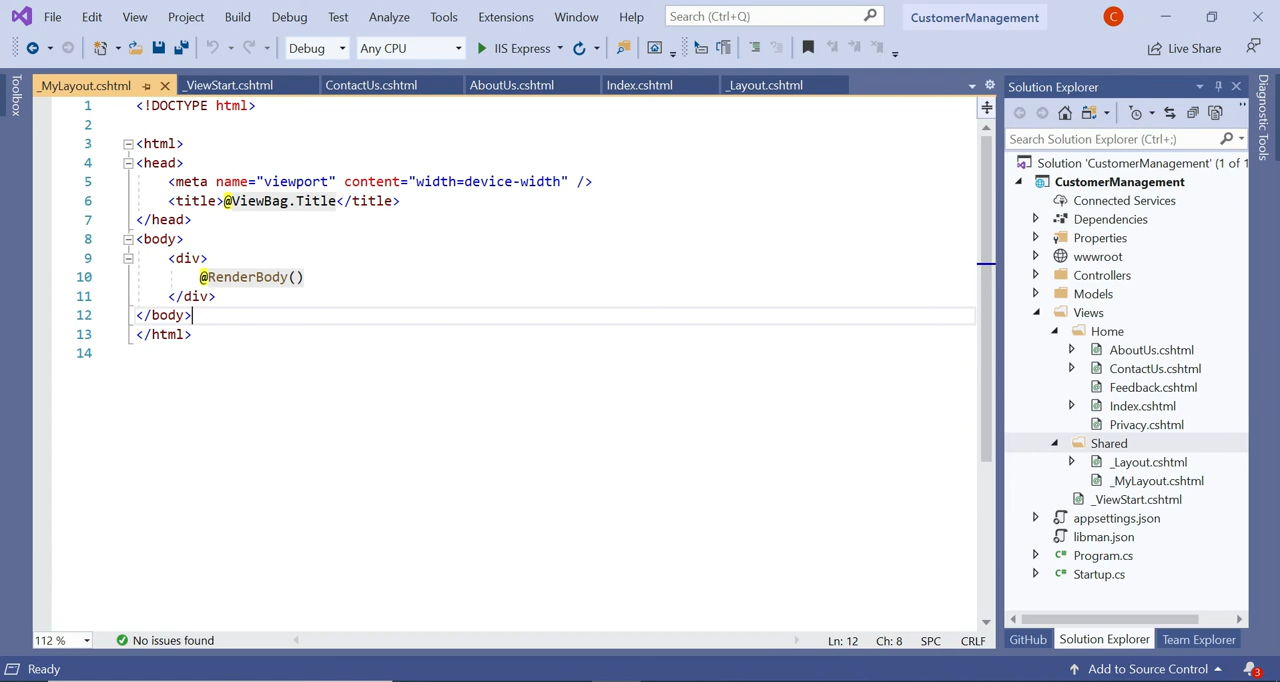 File Edit View Project Build Debug Test Analyze Tools Extensions Window Help Search (Ctrl+Q) CustomerManagement C
Debug Any CPU IIS Express Live Share
Toolbox
_MyLayout.cshtml _ViewStart.cshtml ContactUs.cshtml AboutUs.cshtml Index.cshtml _Layout.cshtml
1 <!DOCTYPE html>
2
3 <html>
4 <head>
5 <meta name="viewport" content="width=device-width" />
6 <title>@ViewBag.Title</title>
7 </head>
8 <body>
9 <div>
10 @RenderBody()
11 </div>
12 </body>
13 </html>
14
112 % No issues found Ln: 12 Ch: 8 SPC CRLF
Solution Explorer
Search Solution Explorer (Ctrl+;)
Solution 'CustomerManagement' (1 of 1
CustomerManagement
Connected Services
Dependencies
Properties
wwwroot
Controllers
Models
Views
Home
AboutUs.cshtml
ContactUs.cshtml
Feedback.cshtml
Index.cshtml
Privacy.cshtml
Shared
_Layout.cshtml
_MyLayout.cshtml
_ViewStart.cshtml
appsettings.json
libman.json
C# Program.cs
C# Startup.cs
GitHub Solution Explorer Team Explorer
Diagnostic Tools
Ready Add to Source Control 3